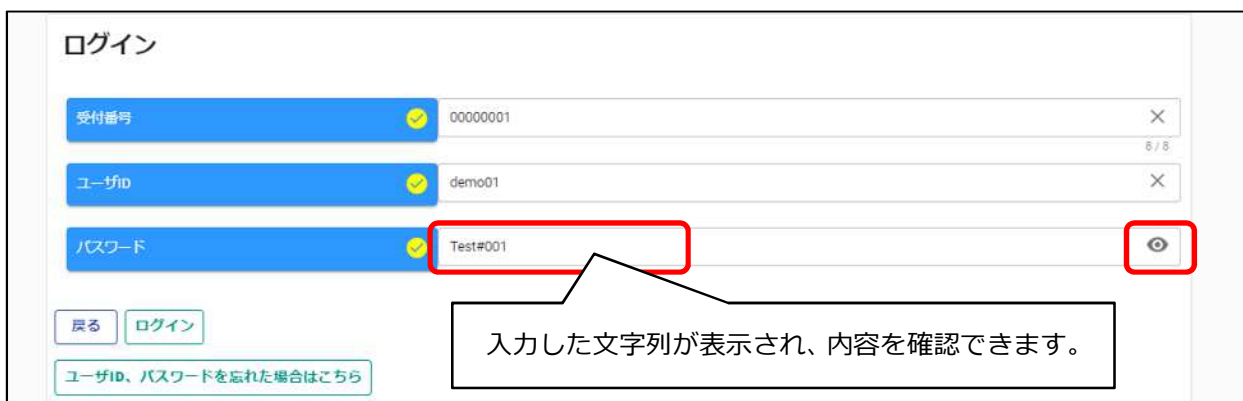 ログイン
受付番号 00000001
8 / 8
ユーザID demo01
パスワード Test#001
入力した文字列が表示され、内容を確認できます。
戻る ログイン
ユーザID、パスワードを忘れた場合はこちら